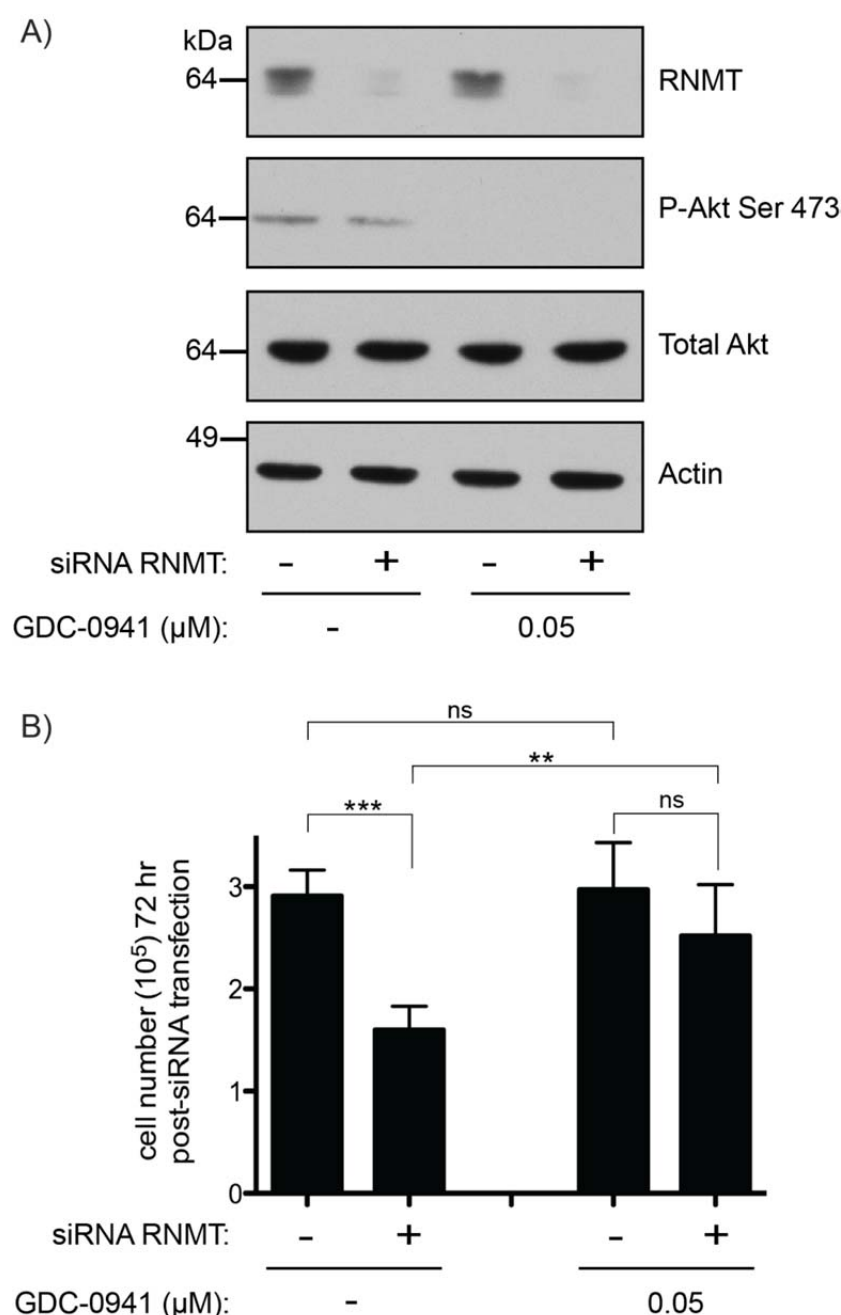 A)
kDa
64
RNMT
64
P-Akt Ser 473
64
Total Akt
49
Actin
siRNA RNMT: - + - +
GDC-0941 (µM): - 0.05
B)
ns
**
*** ns
cell number (10⁵) 72 hr
post-siRNA transfection
3
2
1
0
siRNA RNMT: - + - +
GDC-0941 (µM): - 0.05